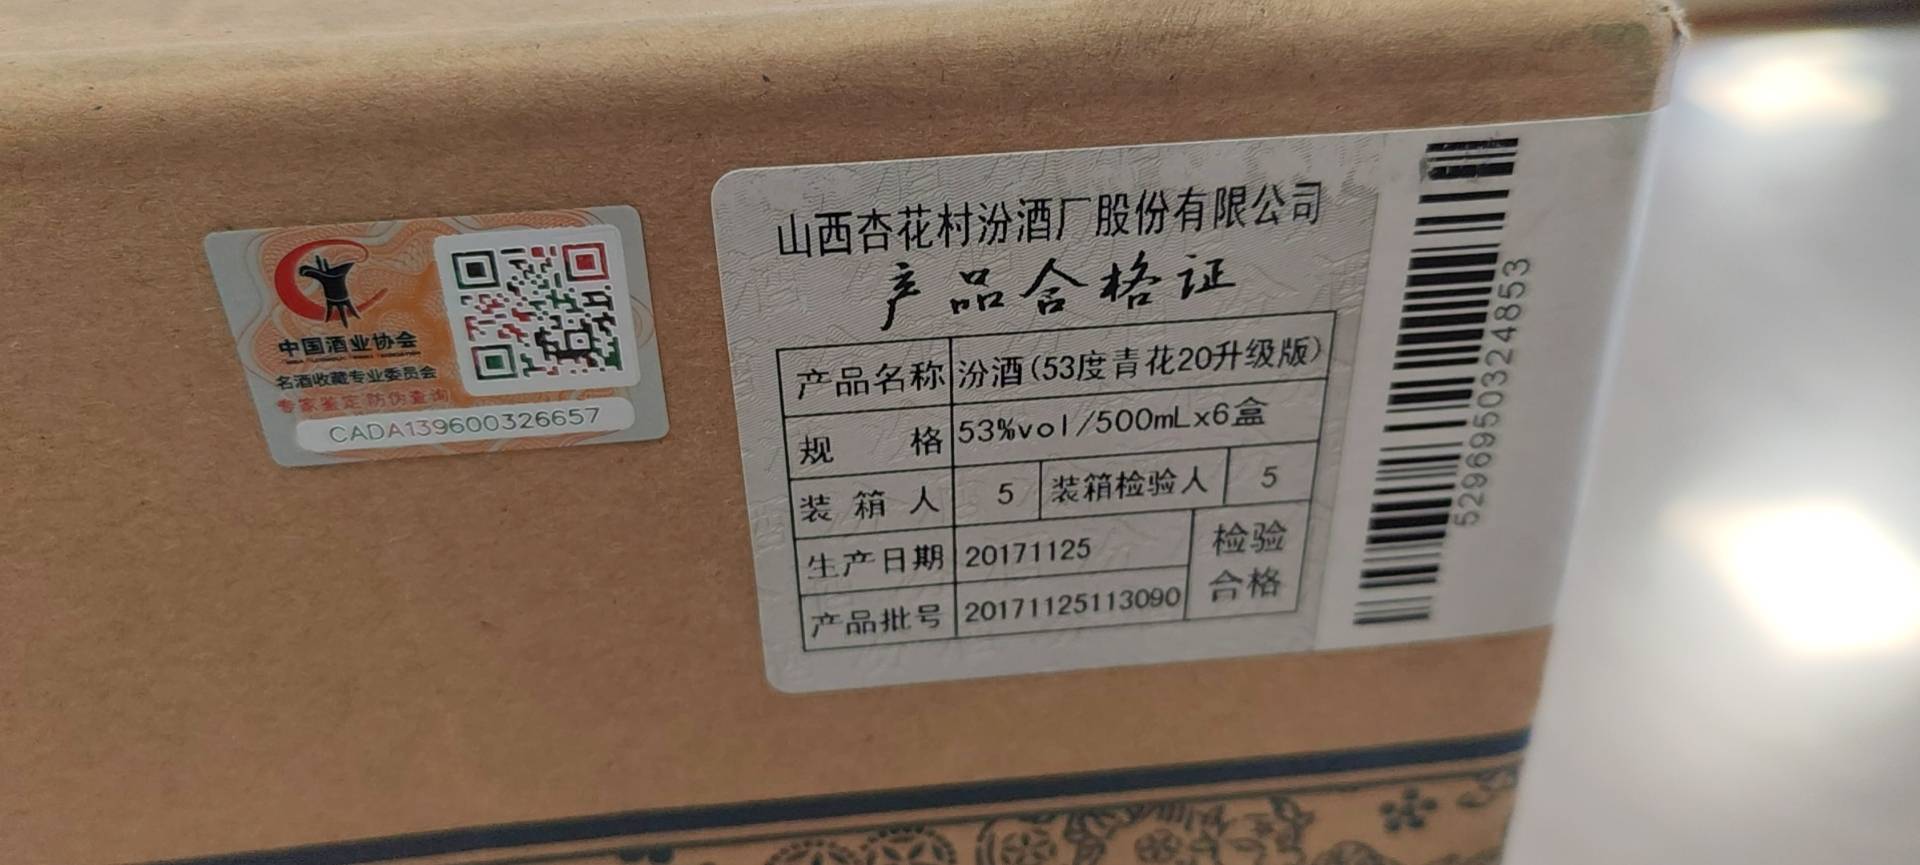 中国酒业协会
名酒收藏专业委员会
专家鉴定 防伪查询
CADA139600326657
山西杏花村汾酒厂股份有限公司
产品合格证
产品名称 汾酒(53度青花20升级版)
规 格 53%vol/500mLx6盒
装箱人 5 装箱检验人 5
生产日期 20171125 检验
产品批号 20171125113090 合格
5296950324853